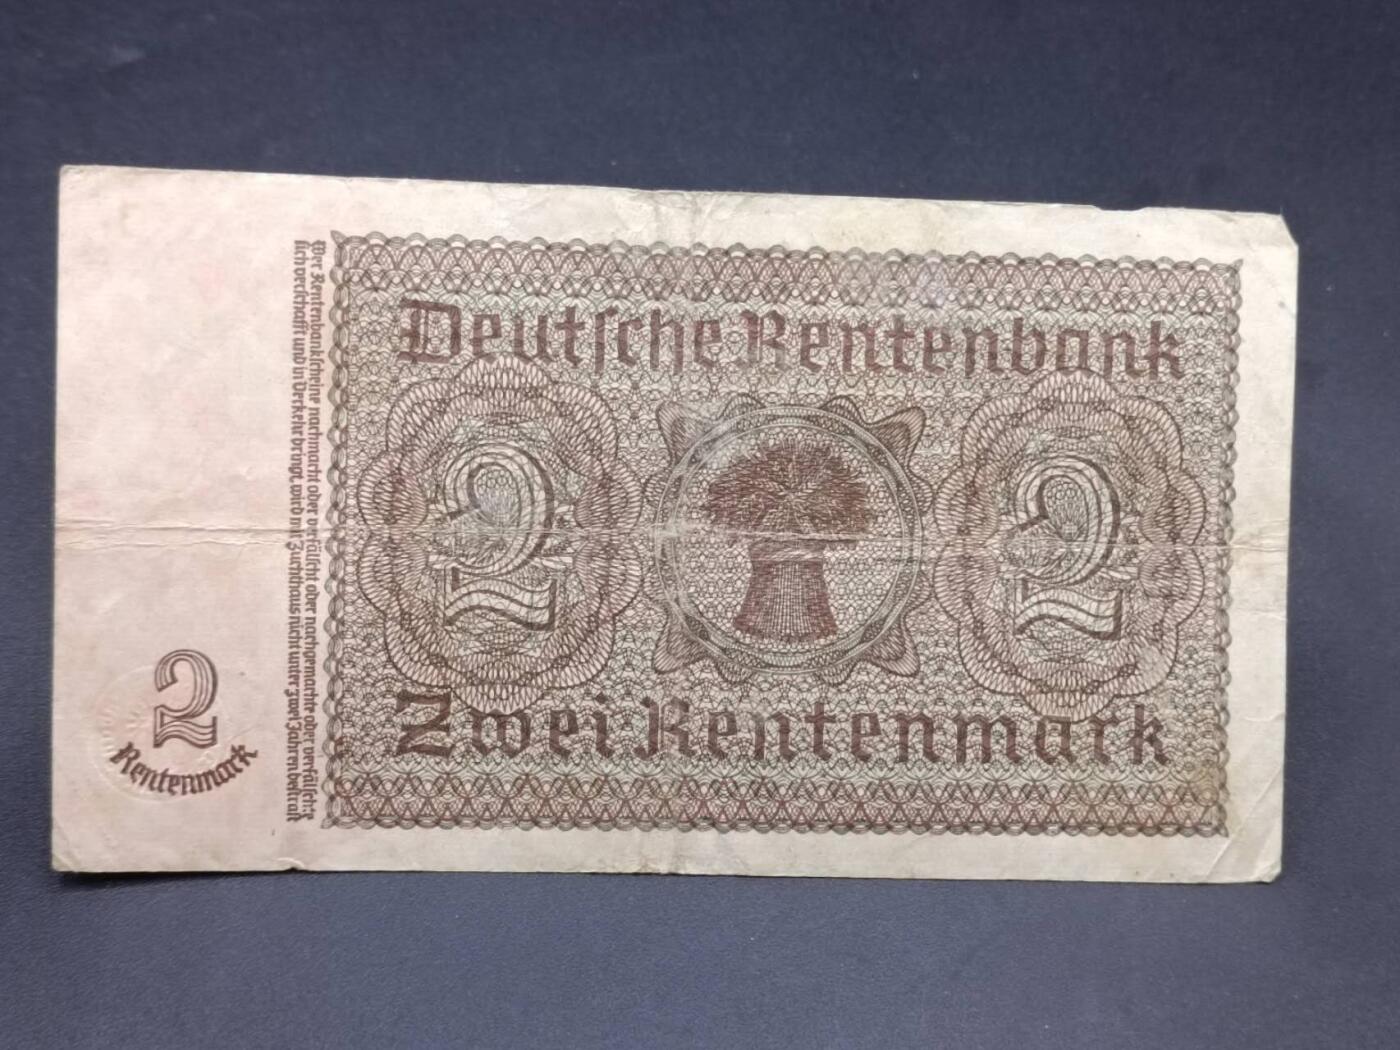 Deutſche Rentenbank
2
2
Zwei Rentenmark
2
Rentenmark
Wer Rentenbankſcheine nachmacht oder verfälſcht oder nachgemachte oder verfälſchte
ſich verſchafft und in Verkehr bringt, wird mit Zuchthaus nicht unter zwei Jahren beſtraft